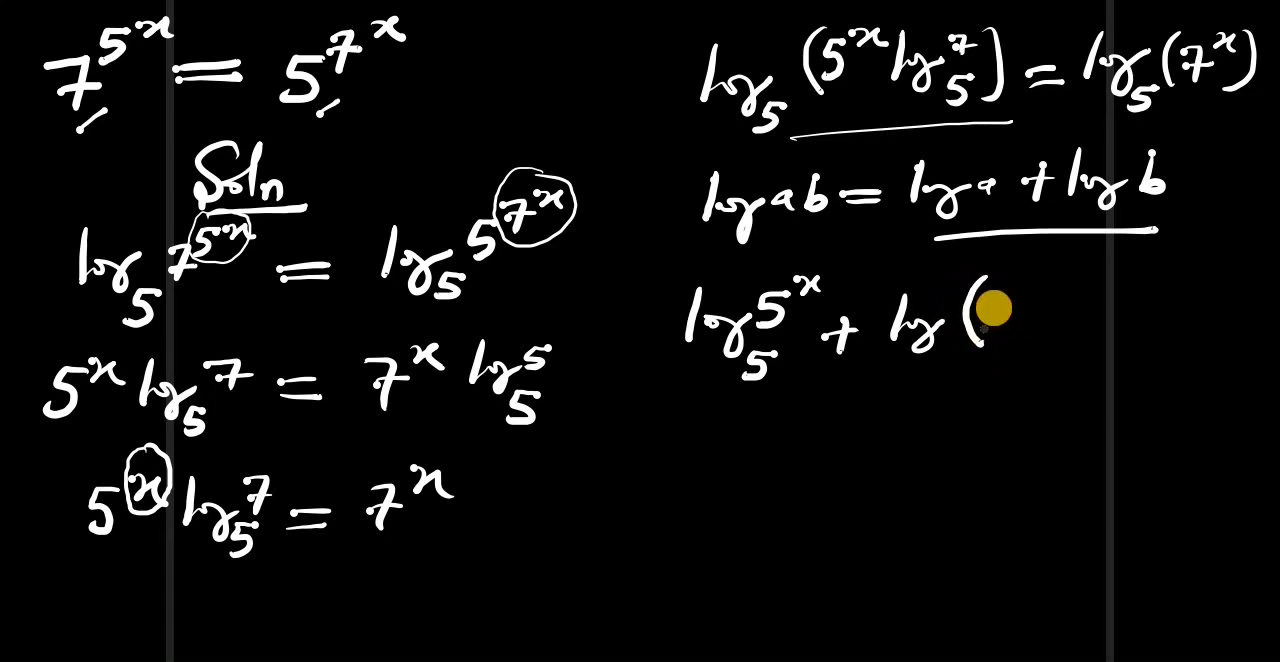 7^{5^x} = 5^{7^x}
Soln
log_5 7^{5^x} = log_5 5^{7^x}
5^x log_5 7 = 7^x log_5 5
5^x log_5 7 = 7^x
log_5 (5^x log_5 7) = log_5 (7^x)
log ab = log a + log b
log_5 5^x + log (